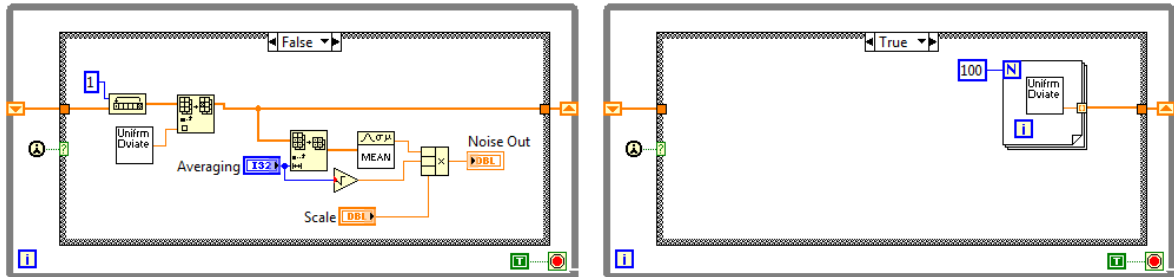 False
1
Unifrm
Dviate
Averaging
I32
MEAN
x
Noise Out
DBL
Scale
DBL
?
i
T
True
100
N
Unifrm
Dviate
i
?
i
T